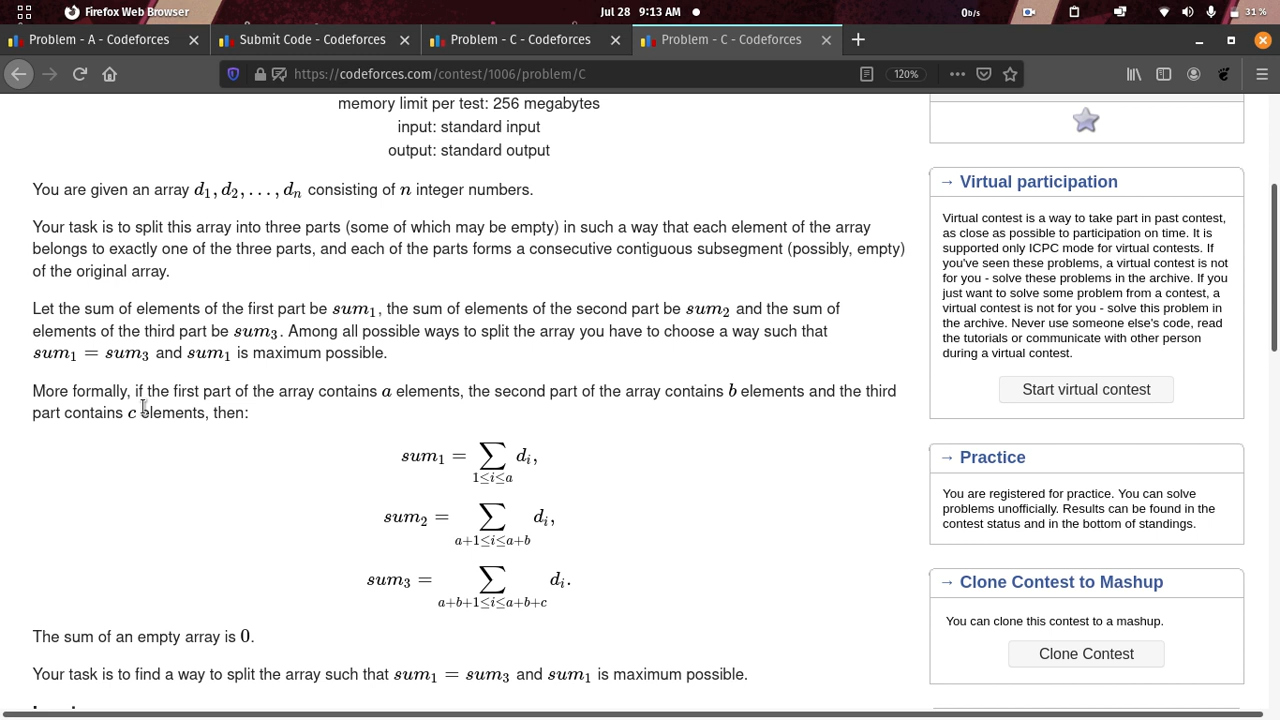 Firefox Web Browser
Jul 28 9:13 AM
0b/s
31 %
Problem - A - Codeforces
Submit Code - Codeforces
Problem - C - Codeforces
Problem - C - Codeforces
https://codeforces.com/contest/1006/problem/C
120%
memory limit per test: 256 megabytes
input: standard input
output: standard output
You are given an array d1, d2, . . . , dn consisting of n integer numbers.
Your task is to split this array into three parts (some of which may be empty) in such a way that each element of the array
belongs to exactly one of the three parts, and each of the parts forms a consecutive contiguous subsegment (possibly, empty)
of the original array.
Let the sum of elements of the first part be sum1, the sum of elements of the second part be sum2 and the sum of
elements of the third part be sum3. Among all possible ways to split the array you have to choose a way such that
sum1 = sum3 and sum1 is maximum possible.
More formally, if the first part of the array contains a elements, the second part of the array contains b elements and the third
part contains c elements, then:
sum1 = ∑ di,
1≤i≤a
sum2 = ∑ di,
a+1≤i≤a+b
sum3 = ∑ di.
a+b+1≤i≤a+b+c
The sum of an empty array is 0.
Your task is to find a way to split the array such that sum1 = sum3 and sum1 is maximum possible.
→ Virtual participation
Virtual contest is a way to take part in past contest,
as close as possible to participation on time. It is
supported only ICPC mode for virtual contests. If
you've seen these problems, a virtual contest is not
for you - solve these problems in the archive. If you
just want to solve some problem from a contest, a
virtual contest is not for you - solve this problem in
the archive. Never use someone else's code, read
the tutorials or communicate with other person
during a virtual contest.
Start virtual contest
→ Practice
You are registered for practice. You can solve
problems unofficially. Results can be found in the
contest status and in the bottom of standings.
→ Clone Contest to Mashup
You can clone this contest to a mashup.
Clone Contest